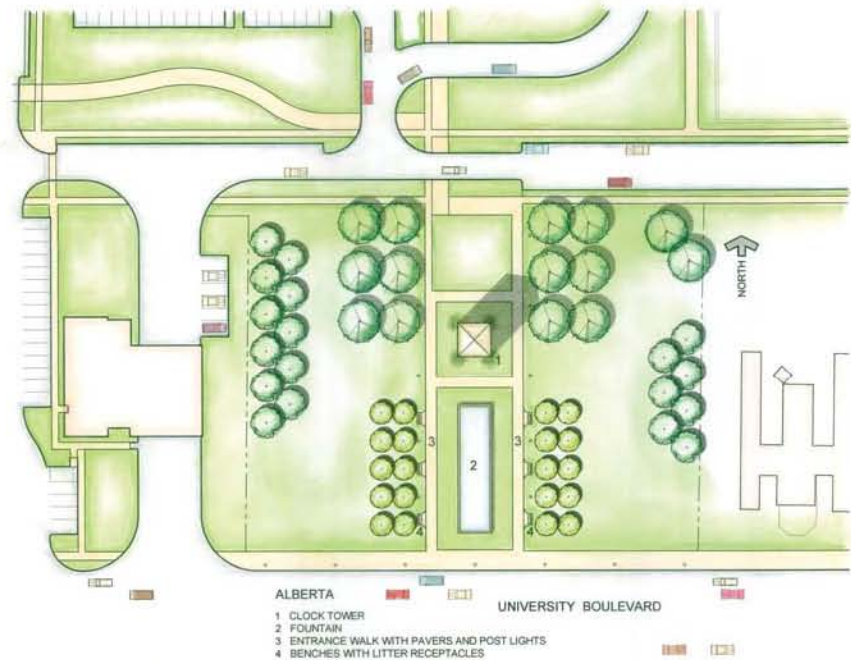 NORTH
1
3
3
2
4
4
ALBERTA
UNIVERSITY BOULEVARD
1 CLOCK TOWER
2 FOUNTAIN
3 ENTRANCE WALK WITH PAVERS AND POST LIGHTS
4 BENCHES WITH LITTER RECEPTACLES